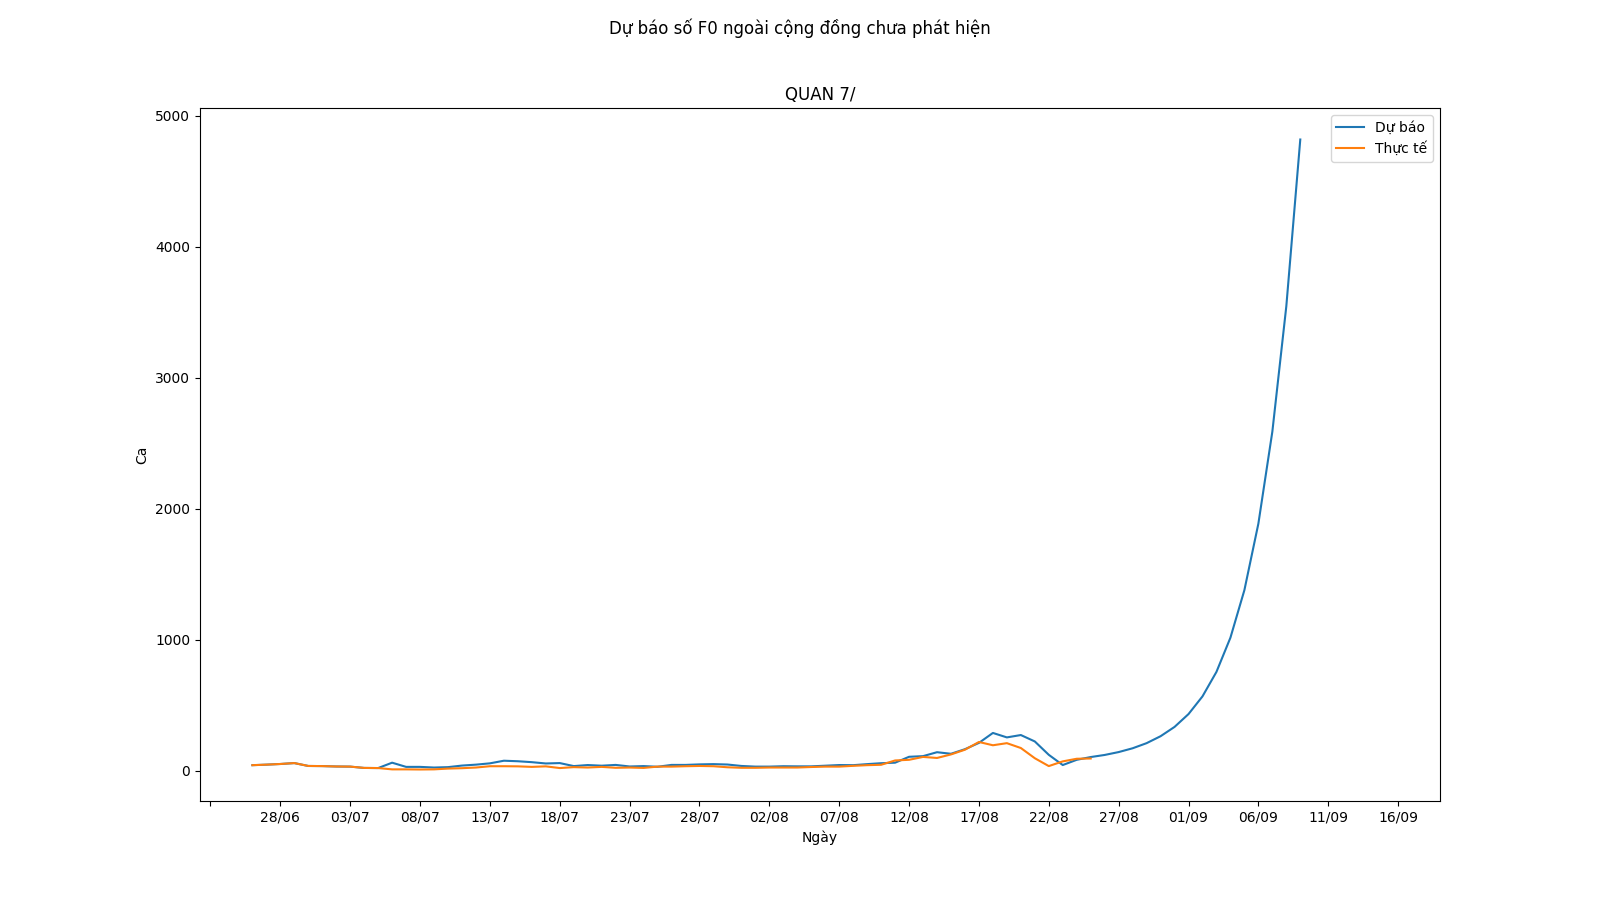 Dự báo số F0 ngoài cộng đồng chưa phát hiện
QUAN 7/
5000
4000
3000
2000
1000
0
Ca
Dự báo
Thực tế
28/06 03/07 08/07 13/07 18/07 23/07 28/07 02/08 07/08 12/08 17/08 22/08 27/08 01/09 06/09 11/09 16/09
Ngày